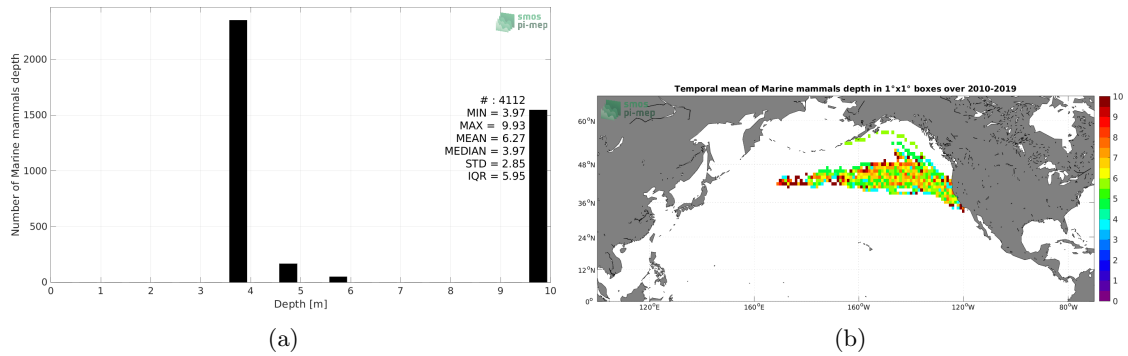 smos
pi-mep
Number of Marine mammals depth
2000
1500
1000
500
0
# : 4112
MIN = 3.97
MAX = 9.93
MEAN = 6.27
MEDIAN = 3.97
STD = 2.85
IQR = 5.95
0 1 2 3 4 5 6 7 8 9 10
Depth [m]
(a)
Temporal mean of Marine mammals depth in 1°x1° boxes over 2010-2019
smos
pi-mep
60°N
48°N
36°N
24°N
12°N
0°
120°E 160°E 160°W 120°W 80°W
10
9
8
7
6
5
4
3
2
1
0
(b)